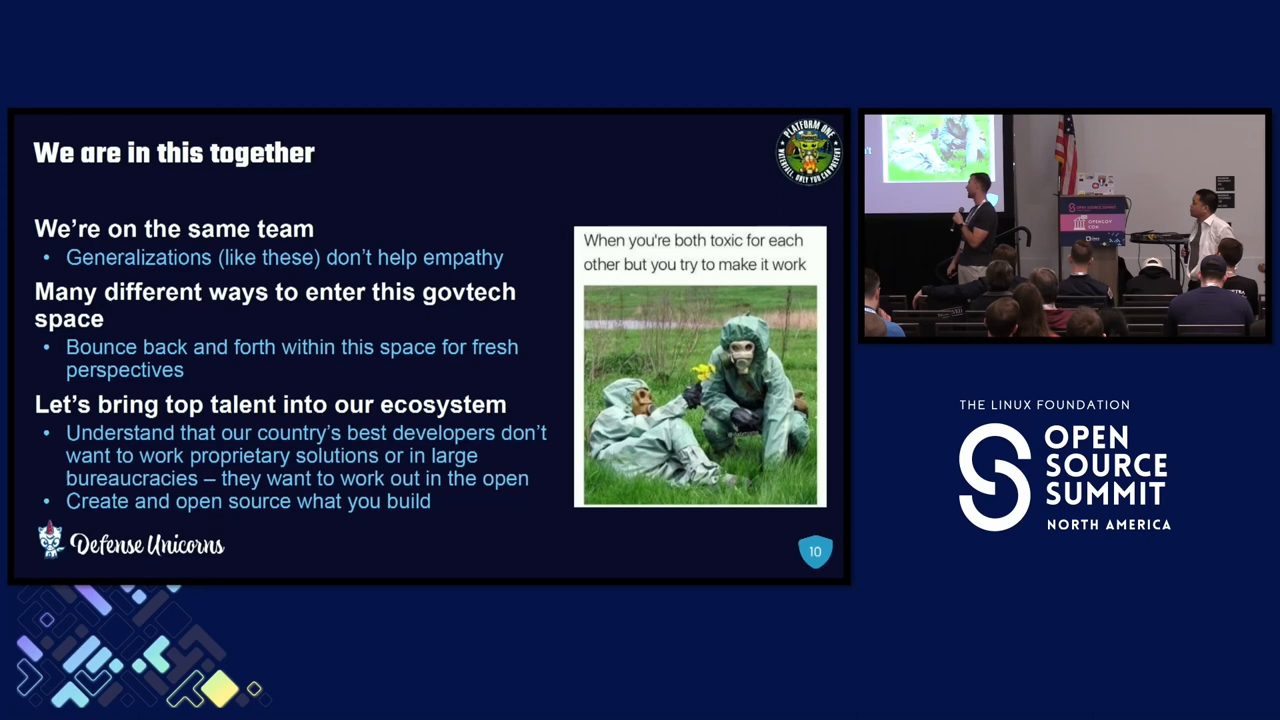 We are in this together
PLATFORM ONE
We're on the same team
• Generalizations (like these) don't help empathy
Many different ways to enter this govtech
space
• Bounce back and forth within this space for fresh
perspectives
Let's bring top talent into our ecosystem
• Understand that our country's best developers don't
want to work proprietary solutions or in large
bureaucracies – they want to work out in the open
• Create and open source what you build
When you're both toxic for each
other but you try to make it work
Defense Unicorns
10
OPEN SOURCE SUMMIT
THE LINUX FOUNDATION
OPEN
SOURCE
SUMMIT
NORTH AMERICA